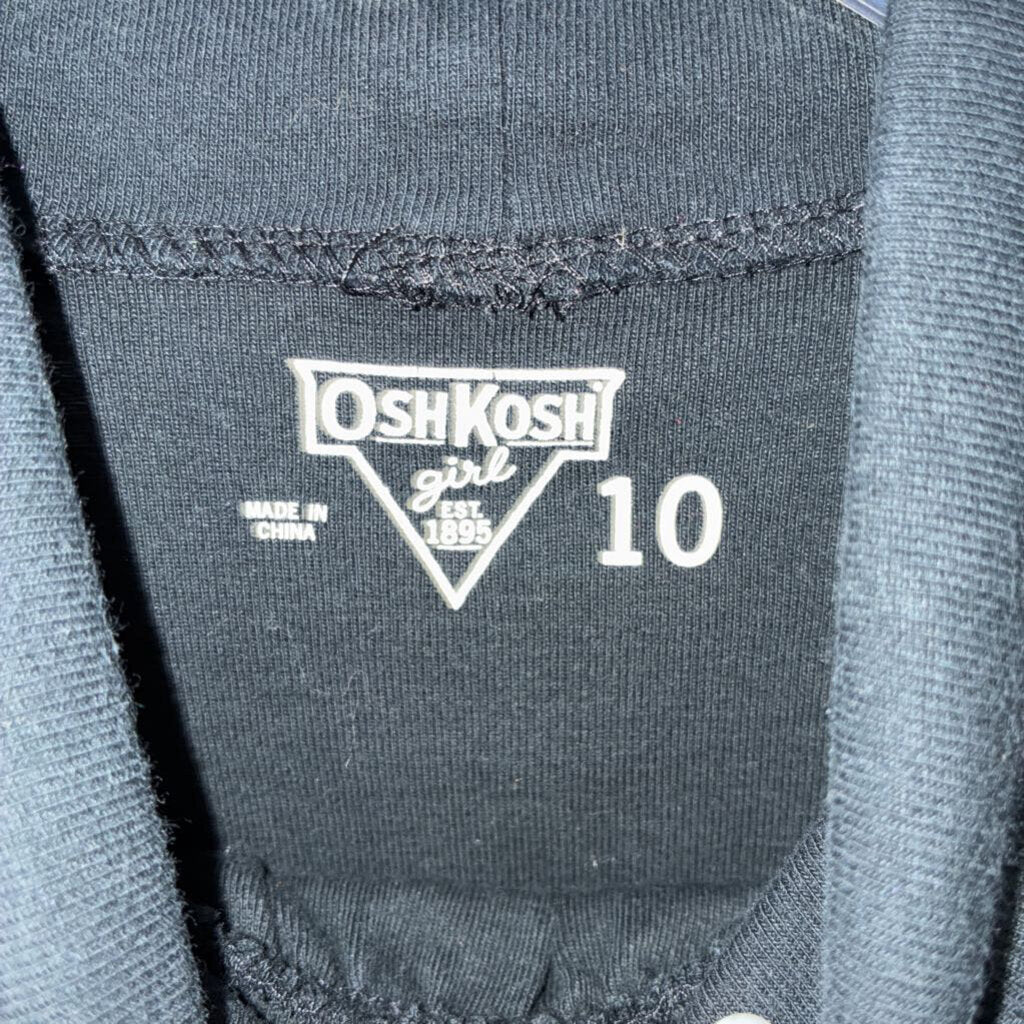 OSHKOSH
girl
EST.
1895
MADE IN
CHINA
10